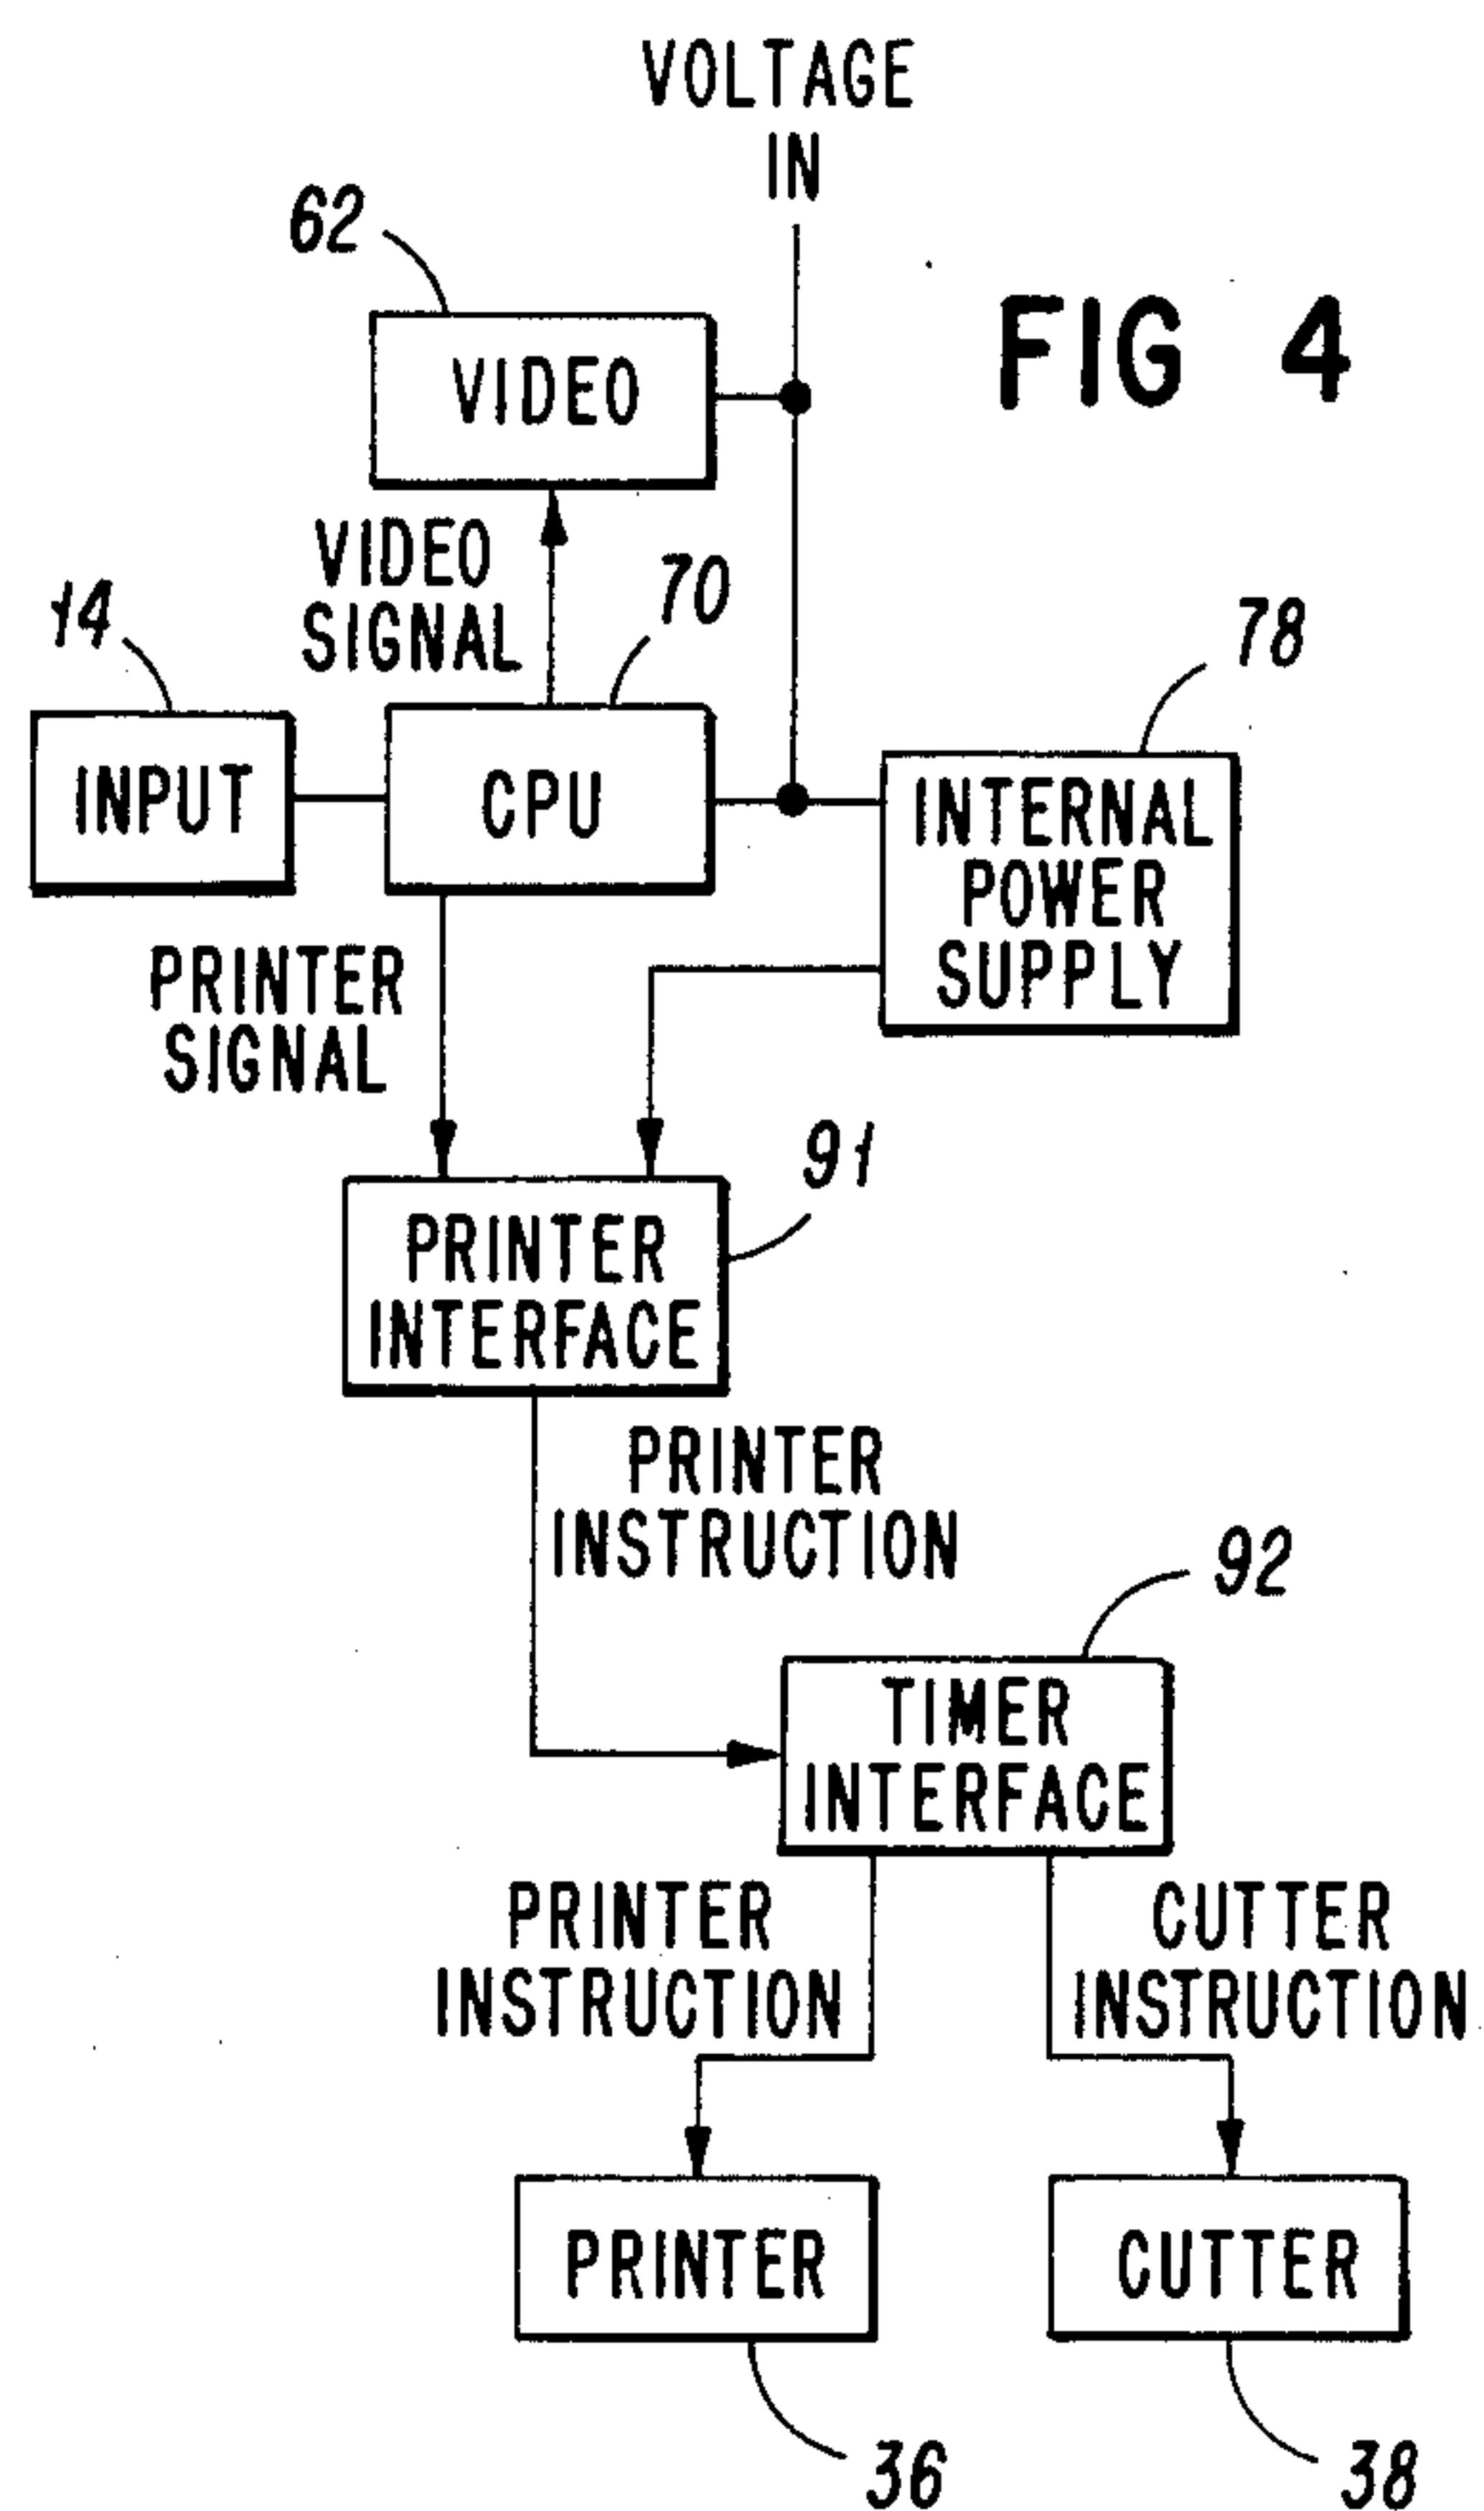 VOLTAGE
IN
62
FIG 4
VIDEO
VIDEO
SIGNAL
70
14
78
INPUT
CPU
INTERNAL
POWER
SUPPLY
PRINTER
SIGNAL
91
PRINTER
INTERFACE
PRINTER
INSTRUCTION
92
TIMER
INTERFACE
PRINTER
INSTRUCTION
CUTTER
INSTRUCTION
PRINTER
CUTTER
36
38